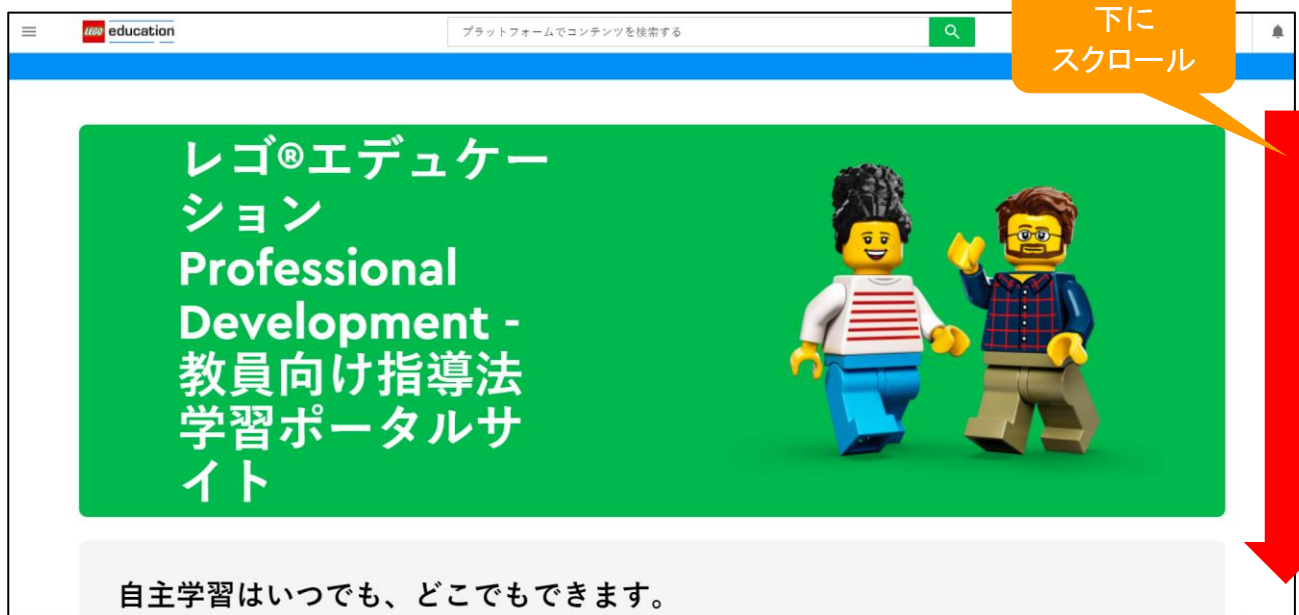 LEGO education
プラットフォームでコンテンツを検索する
下に
スクロール
レゴ®エデュケー
ション
Professional
Development -
教員向け指導法
学習ポータルサ
イト
自主学習はいつでも、どこでもできます。